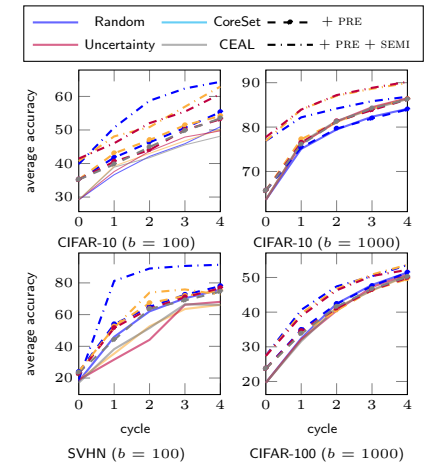 Random CoreSet + PRE
Uncertainty CEAL + PRE + SEMI
average accuracy
60
50
40
30
0 1 2 3 4
CIFAR-10 (b = 100)
90
80
70
0 1 2 3 4
CIFAR-10 (b = 1000)
average accuracy
80
60
40
20
0 1 2 3 4
cycle
SVHN (b = 100)
50
40
30
20
0 1 2 3 4
cycle
CIFAR-100 (b = 1000)